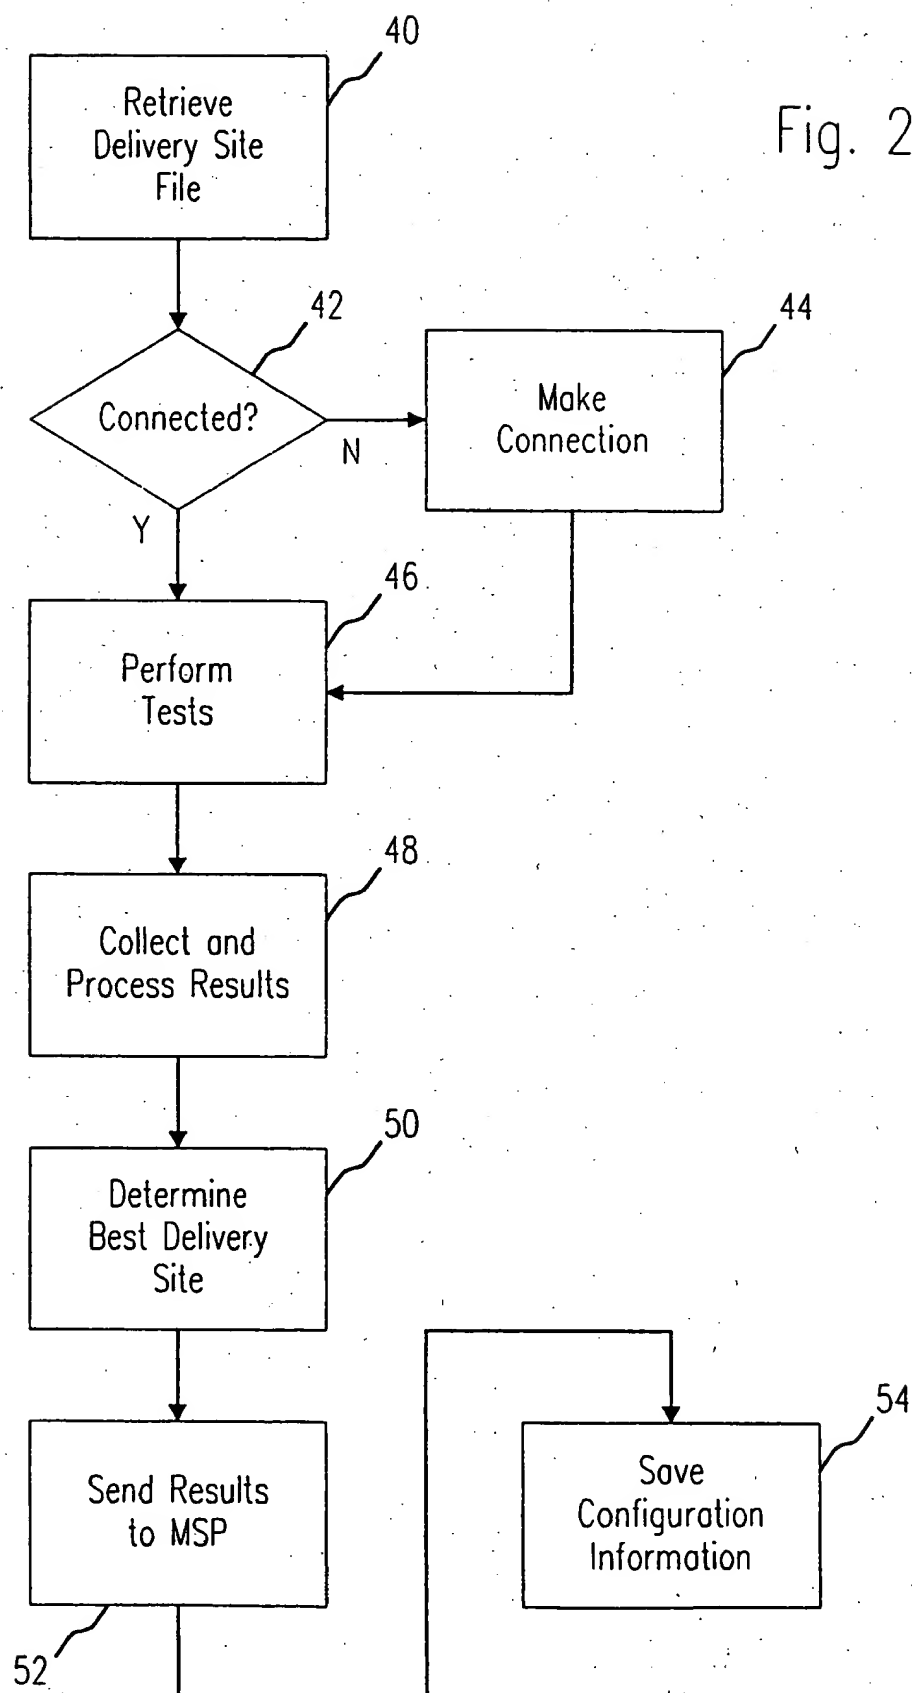 Fig. 2
40
Retrieve
Delivery Site
File
42
Connected?
N
Y
44
Make
Connection
46
Perform
Tests
48
Collect and
Process Results
50
Determine
Best Delivery
Site
Send Results
to MSP
52
54
Save
Configuration
Information